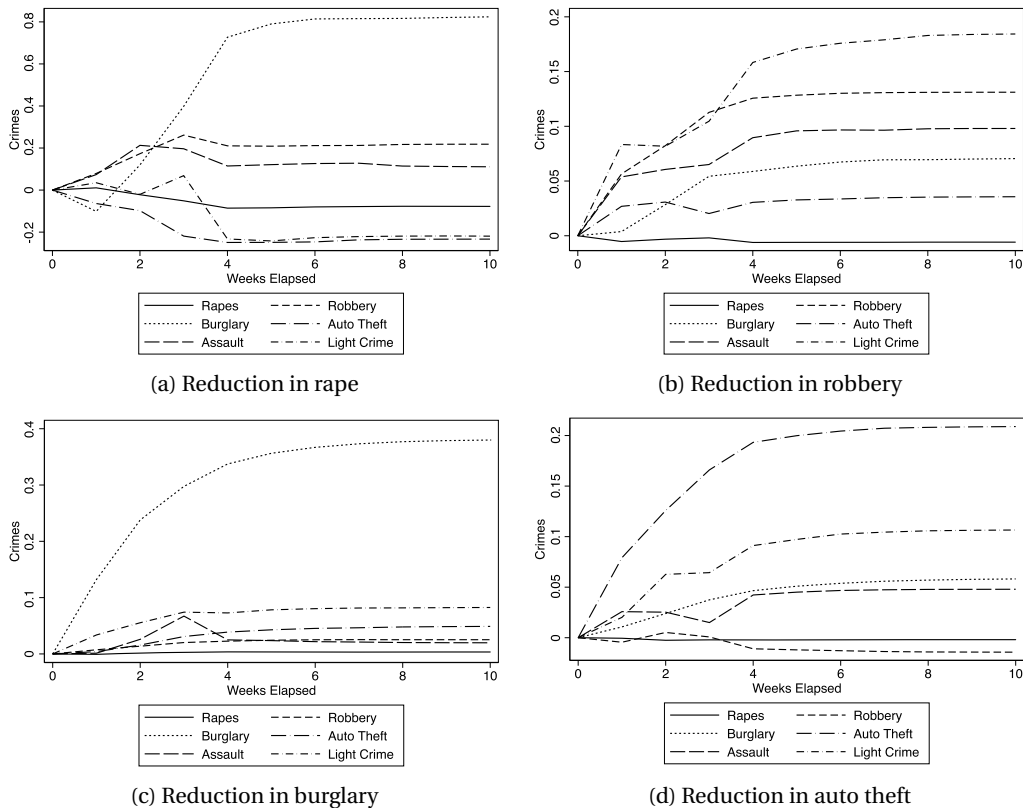 0.8
0.6
0.4
0.2
0
-0.2
Crimes
0 2 4 6 8 10
Weeks Elapsed
Rapes Robbery
Burglary Auto Theft
Assault Light Crime
(a) Reduction in rape
0.2
0.15
0.1
0.05
0
Crimes
0 2 4 6 8 10
Weeks Elapsed
Rapes Robbery
Burglary Auto Theft
Assault Light Crime
(b) Reduction in robbery
0.4
0.3
0.2
0.1
0
Crimes
0 2 4 6 8 10
Weeks Elapsed
Rapes Robbery
Burglary Auto Theft
Assault Light Crime
(c) Reduction in burglary
0.2
0.15
0.1
0.05
0
Crimes
0 2 4 6 8 10
Weeks Elapsed
Rapes Robbery
Burglary Auto Theft
Assault Light Crime
(d) Reduction in auto theft